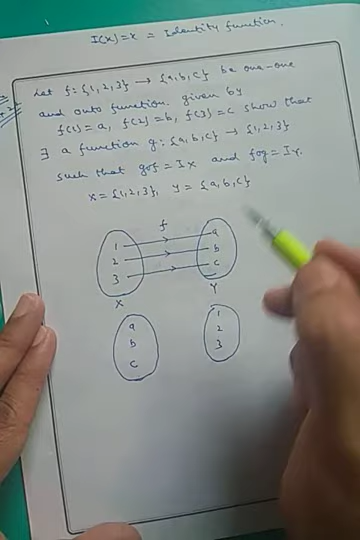 I(x)=x = Identity function.
Let f: {1,2,3} → {a,b,c} be one-one
and onto function. given by
f(1)=a, f(2)=b, f(3)=c show that
∃ a function g: {a,b,c} → {1,2,3}
such that gof = Ix and fog = Iy.
x = {1,2,3}, y = {a,b,c}
f
1 a
2 b
3 c
X Y
a 1
b 2
c 3